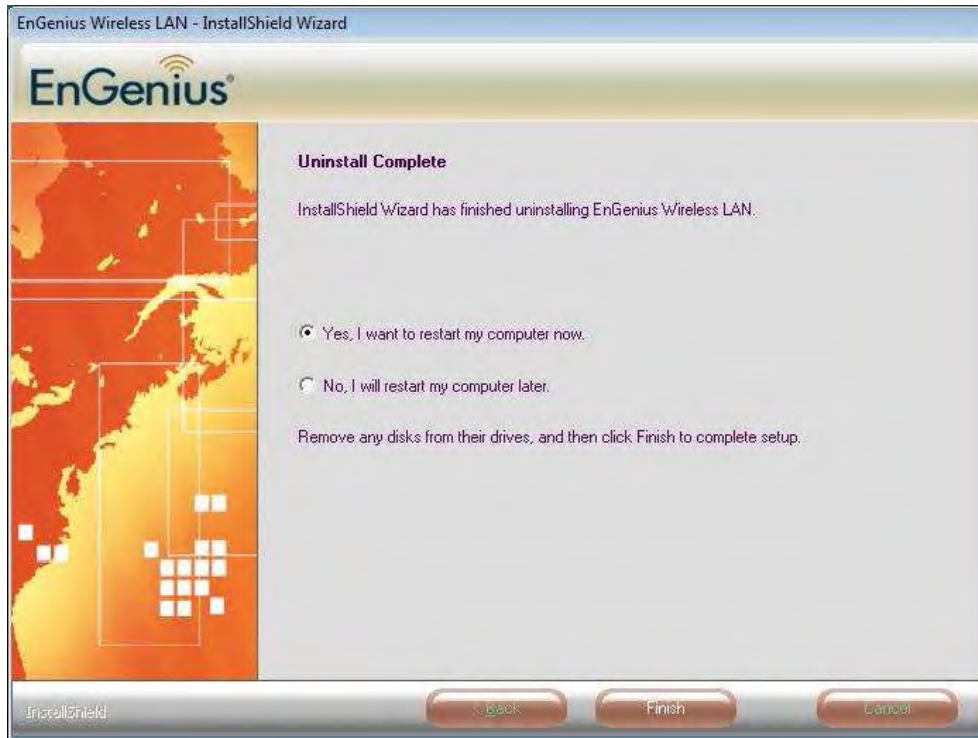 EnGenius Wireless LAN - InstallShield Wizard
EnGenius®
Uninstall Complete
InstallShield Wizard has finished uninstalling EnGenius Wireless LAN.
Yes, I want to restart my computer now.
No, I will restart my computer later.
Remove any disks from their drives, and then click Finish to complete setup.
InstallShield
< Back Finish Cancel